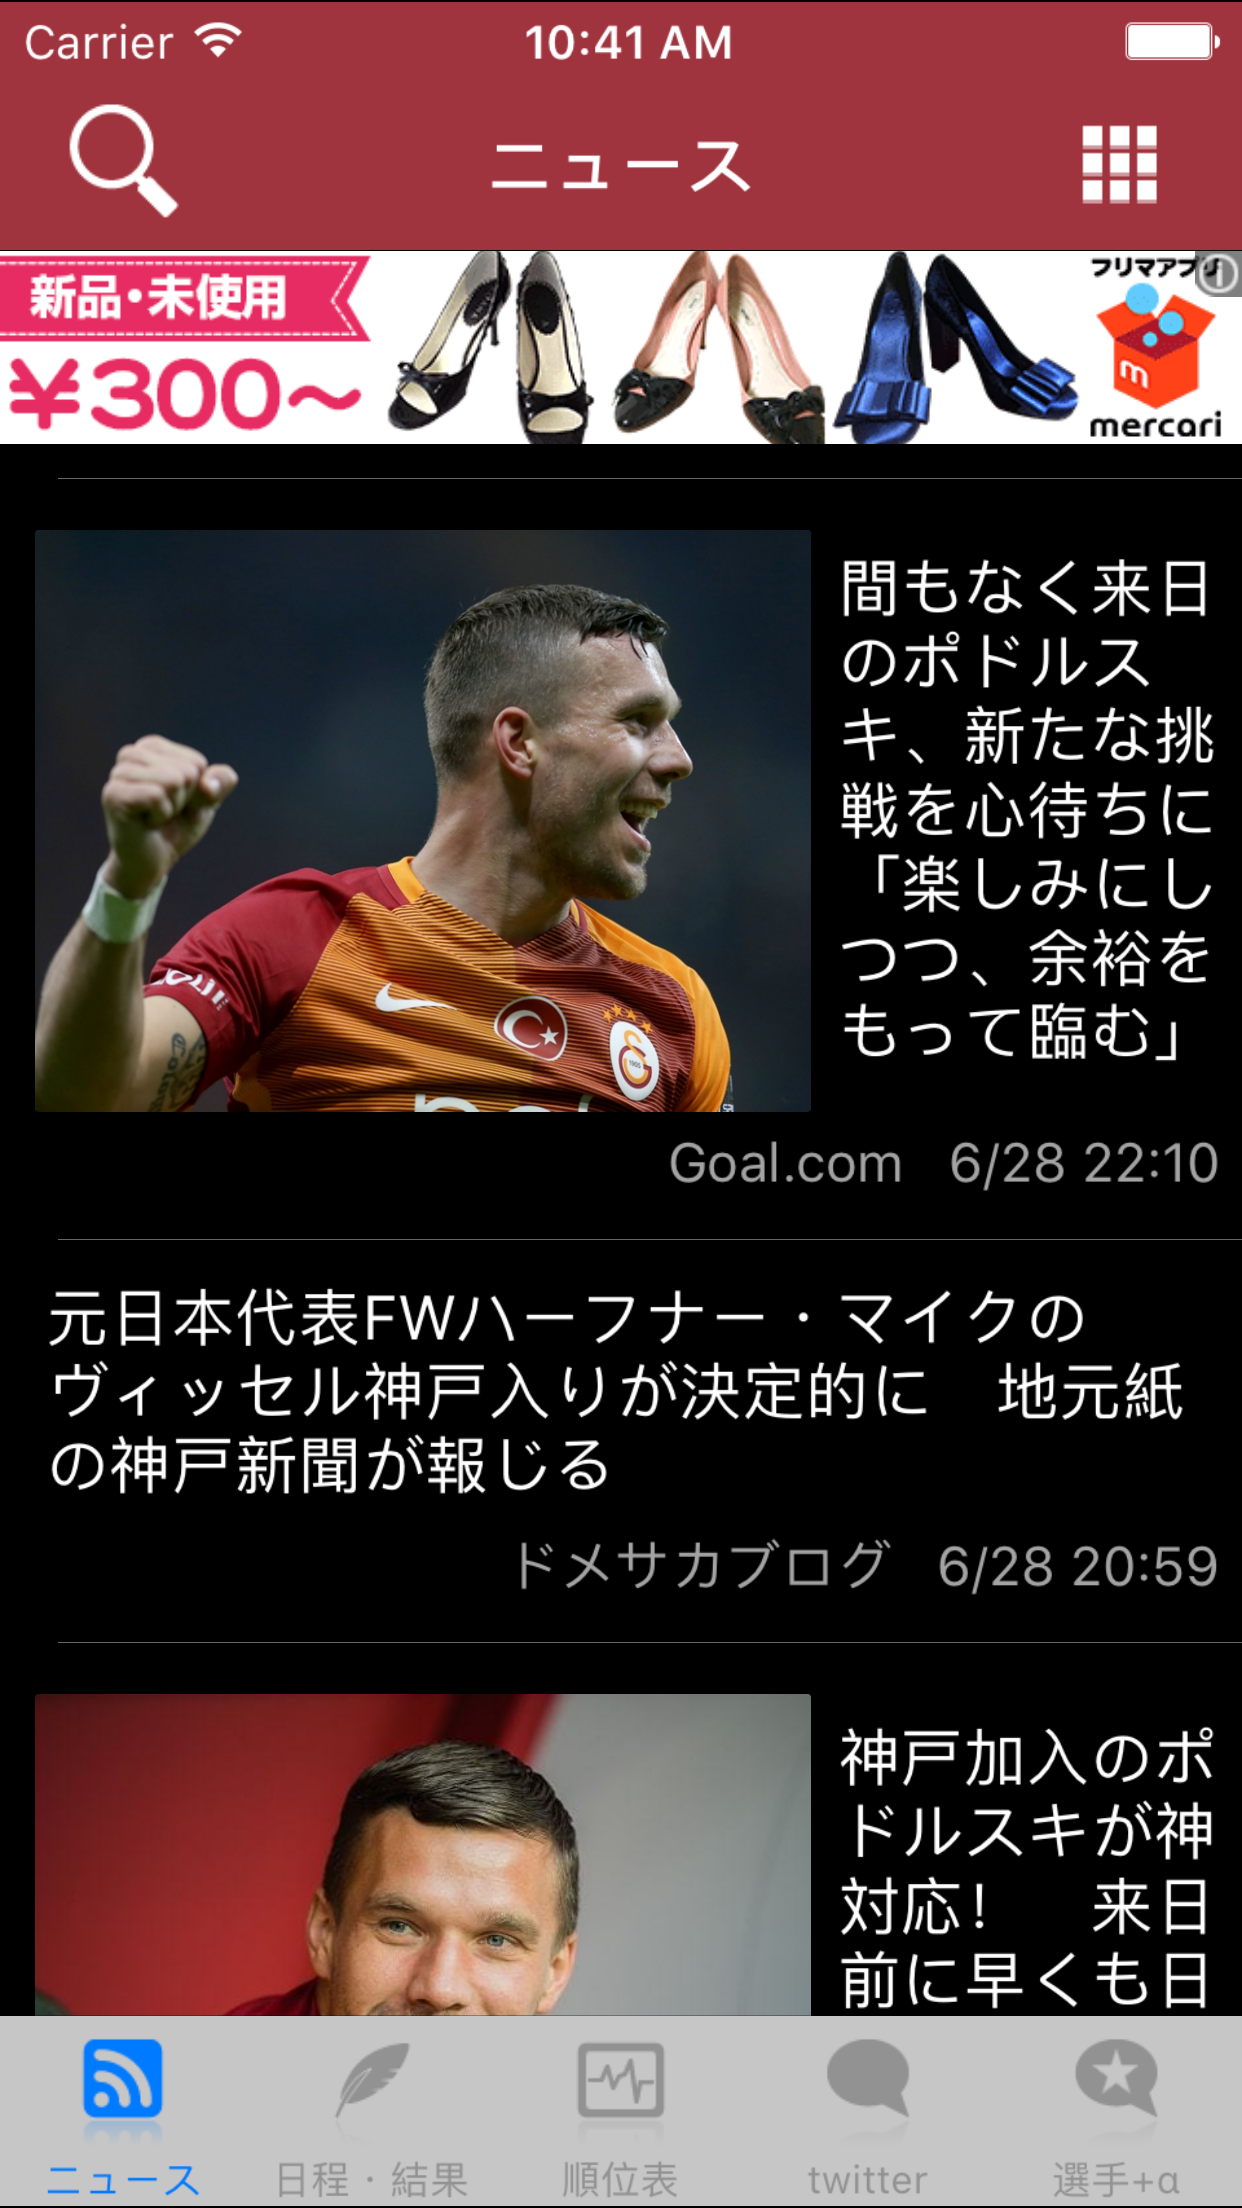 Carrier 10:41 AM
ニュース
新品・未使用
¥300〜
フリマアプリ
m
mercari
間もなく来日
のポドルス
キ、新たな挑
戦を心待ちに
「楽しみにし
つつ、余裕を
もって臨む」
1905
Goal.com 6/28 22:10
元日本代表FWハーフナー・マイクの
ヴィッセル神戸入りが決定的に　地元紙
の神戸新聞が報じる
ドメサカブログ 6/28 20:59
神戸加入のポ
ドルスキが神
対応！　来日
前に早くも日
ニュース
日程・結果
順位表
twitter
選手+α